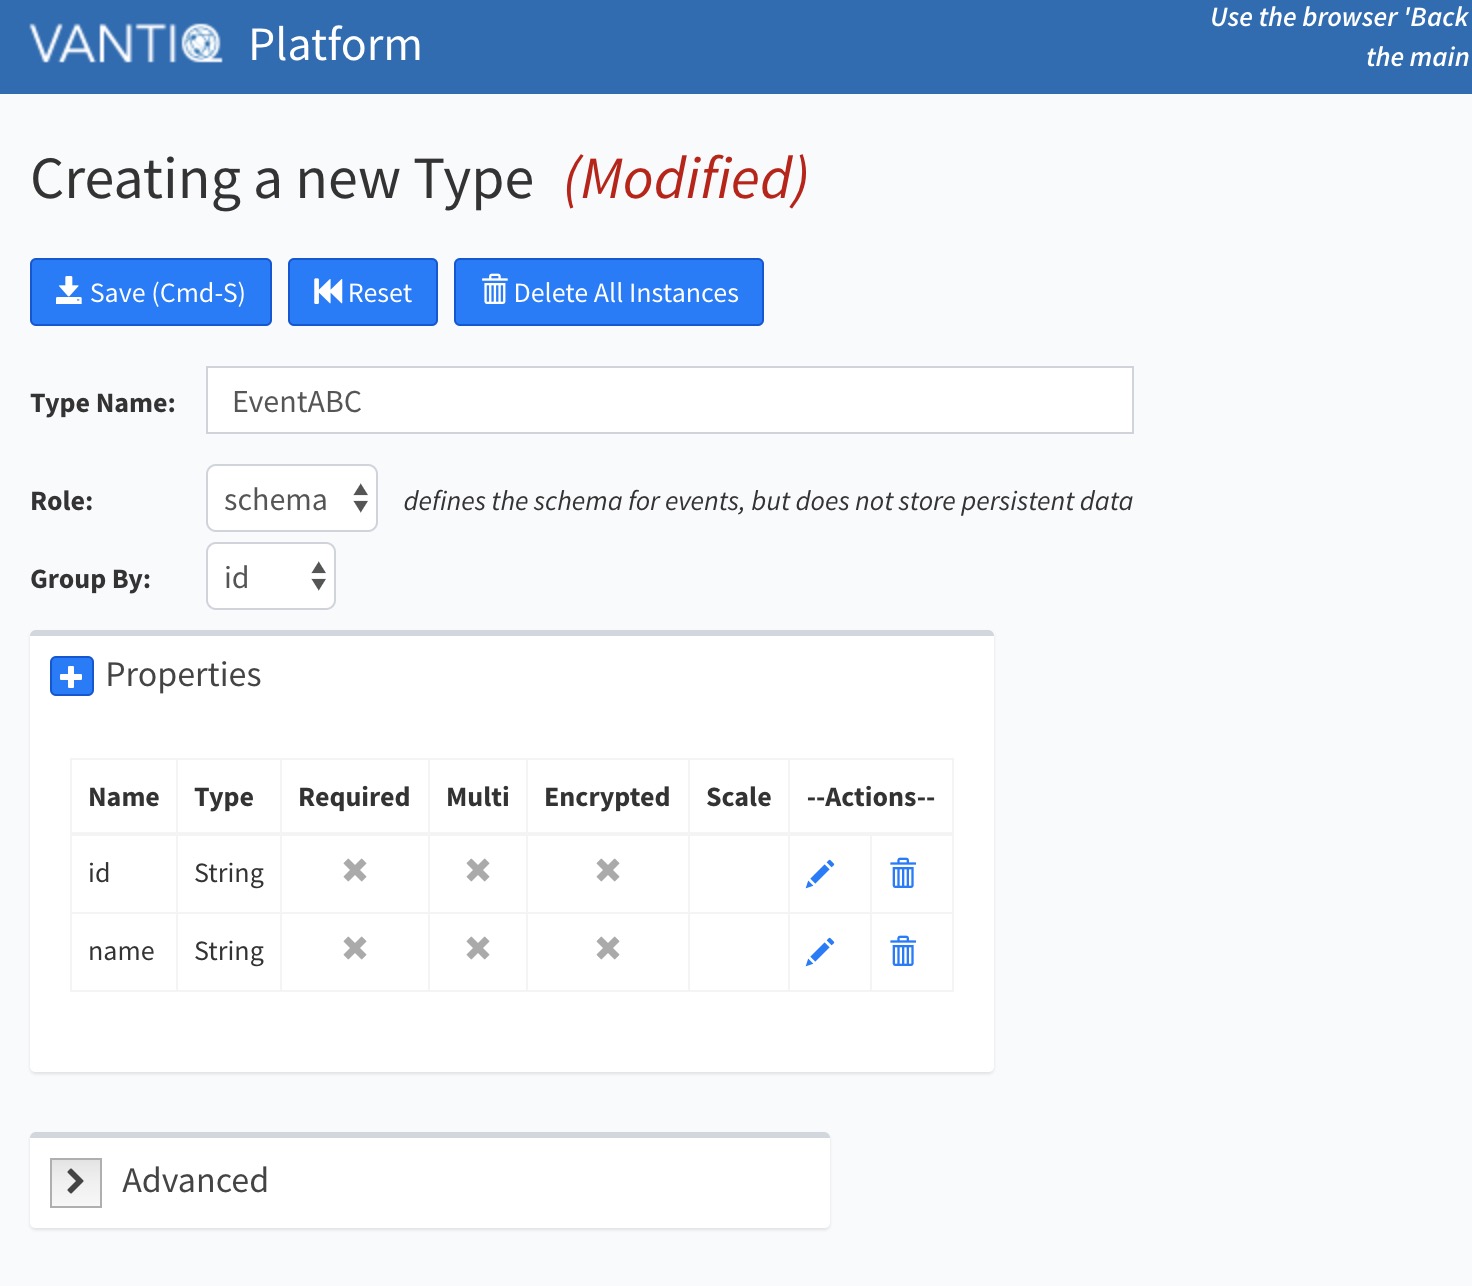 VANTIQ Platform
Use the browser 'Back
the main
Creating a new Type (Modified)
Save (Cmd-S) Reset Delete All Instances
Type Name: EventABC
Role: schema defines the schema for events, but does not store persistent data
Group By: id
Properties
Name Type Required Multi Encrypted Scale --Actions--
id String
name String
Advanced